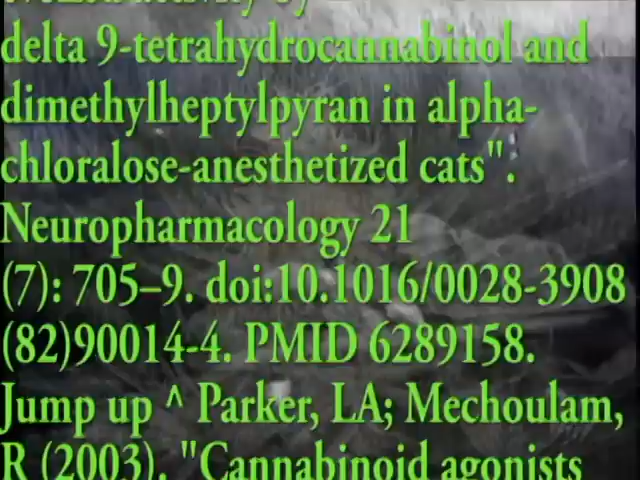 delta 9-tetrahydrocannabinol and
dimethylheptylpyran in alpha-
chloralose-anesthetized cats".
Neuropharmacology 21
(7): 705–9. doi:10.1016/0028-3908
(82)90014-4. PMID 6289158.
Jump up ^ Parker, LA; Mechoulam,
R (2003). "Cannabinoid agonists